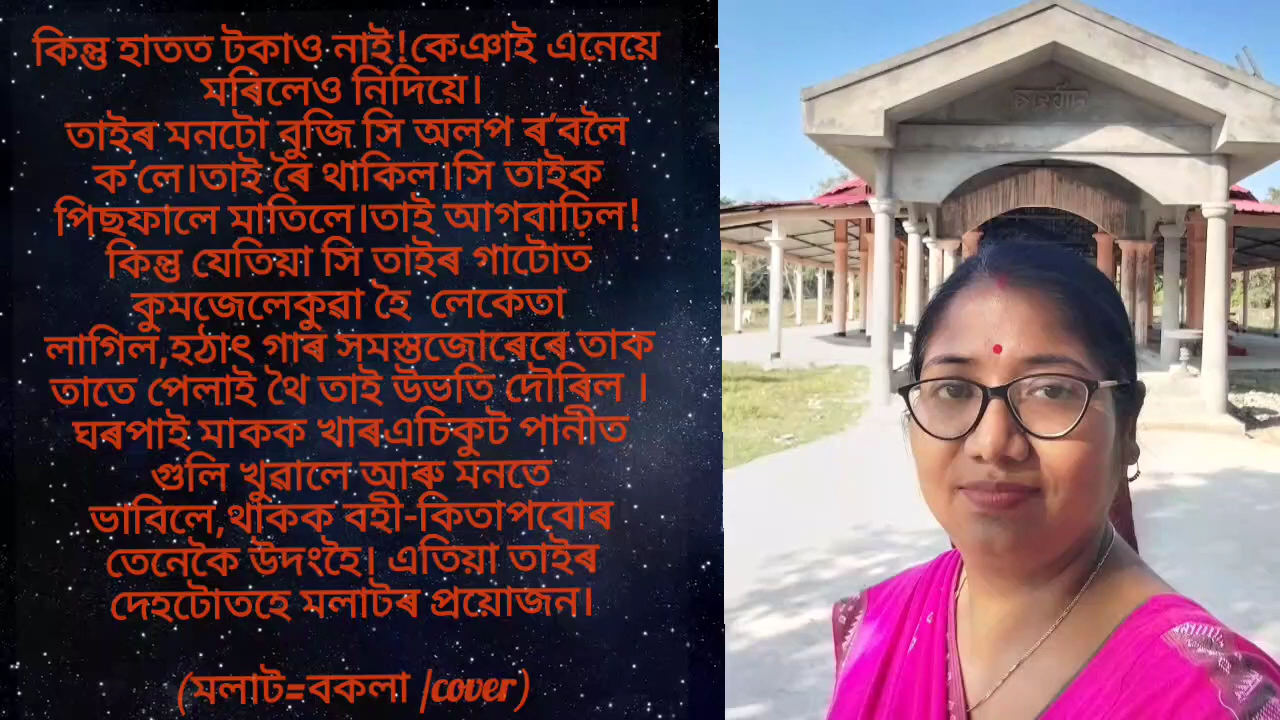 কিন্তু হাতত টকাও নাই!কেঞাই এনেয়ে
মৰিলেও নিদিয়ে।
তাইৰ মনটো বুজি সি অলপ ৰ'বলৈ
ক'লে।তাই ৰৈ থাকিল।সি তাইক
পিছফালে মাতিলে।তাই আগবাঢ়িল!
কিন্তু যেতিয়া সি তাইৰ গাটোত
কুমজেলেকুৱা হৈ লেকেতা
লাগিল,হঠাৎ গাৰ সমস্তজোৰেৰে তাক
তাতে পেলাই থৈ তাই উভতি দৌৰিল ।
ঘৰপাই মাকক খাৰএচিকুট পানীত
গুলি খুৱালে আৰু মনতে
ভাবিলে,থাকক বহী-কিতাপবোৰ
তেনেকৈ উদংহৈ। এতিয়া তাইৰ
দেহটোতহে মলাটৰ প্ৰয়োজন।
(মলাট=বকলা /cover)